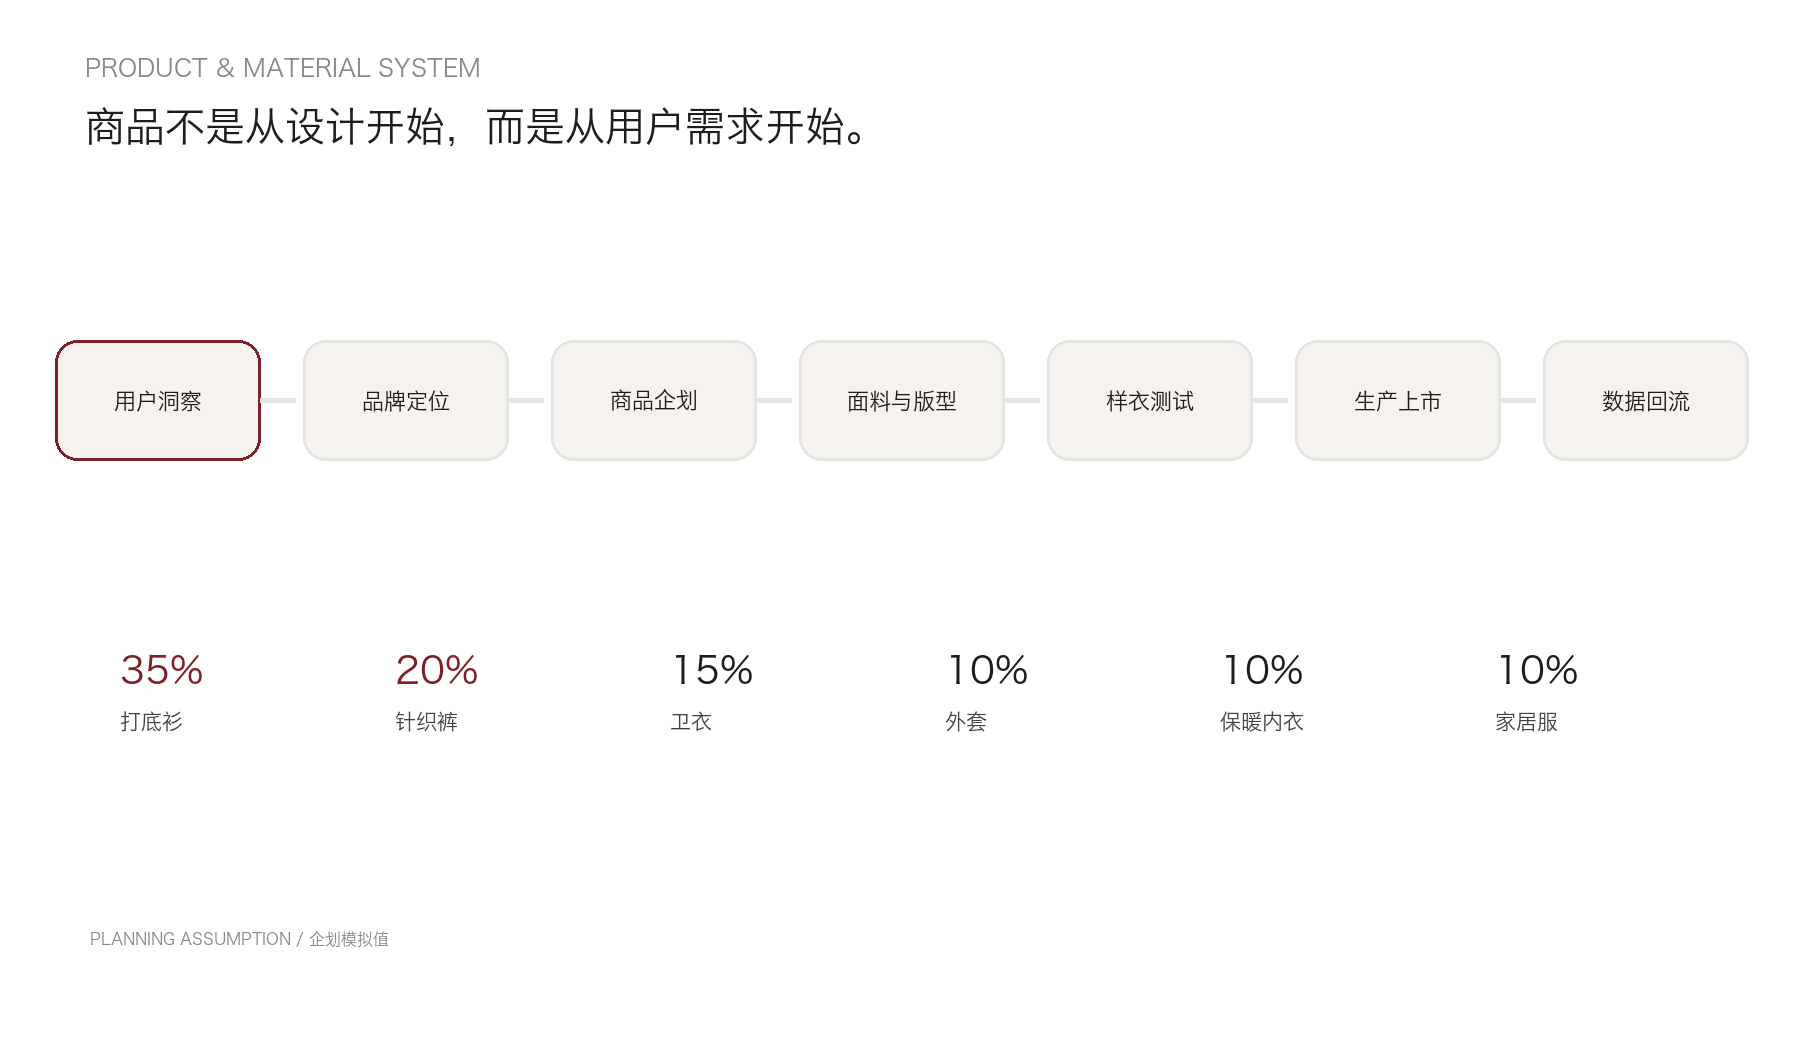 PRODUCT & MATERIAL SYSTEM
商品不是从设计开始，而是从用户需求开始。
用户洞察
品牌定位
商品企划
面料与版型
样衣测试
生产上市
数据回流
35%
20%
15%
10%
10%
10%
打底衫
针织裤
卫衣
外套
保暖内衣
家居服
PLANNING ASSUMPTION / 企划模拟值